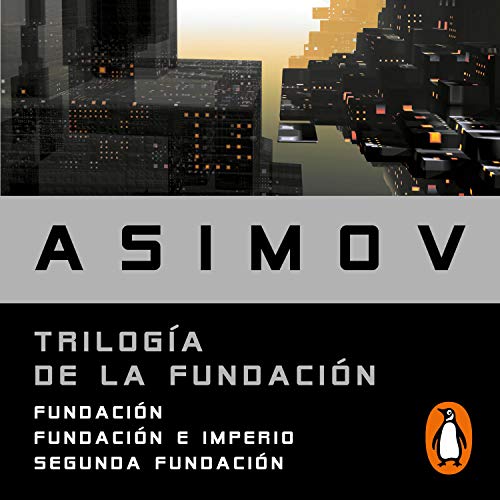 ASIMOV
TRILOGÍA
DE LA FUNDACIÓN
FUNDACIÓN
FUNDACIÓN E IMPERIO
SEGUNDA FUNDACIÓN